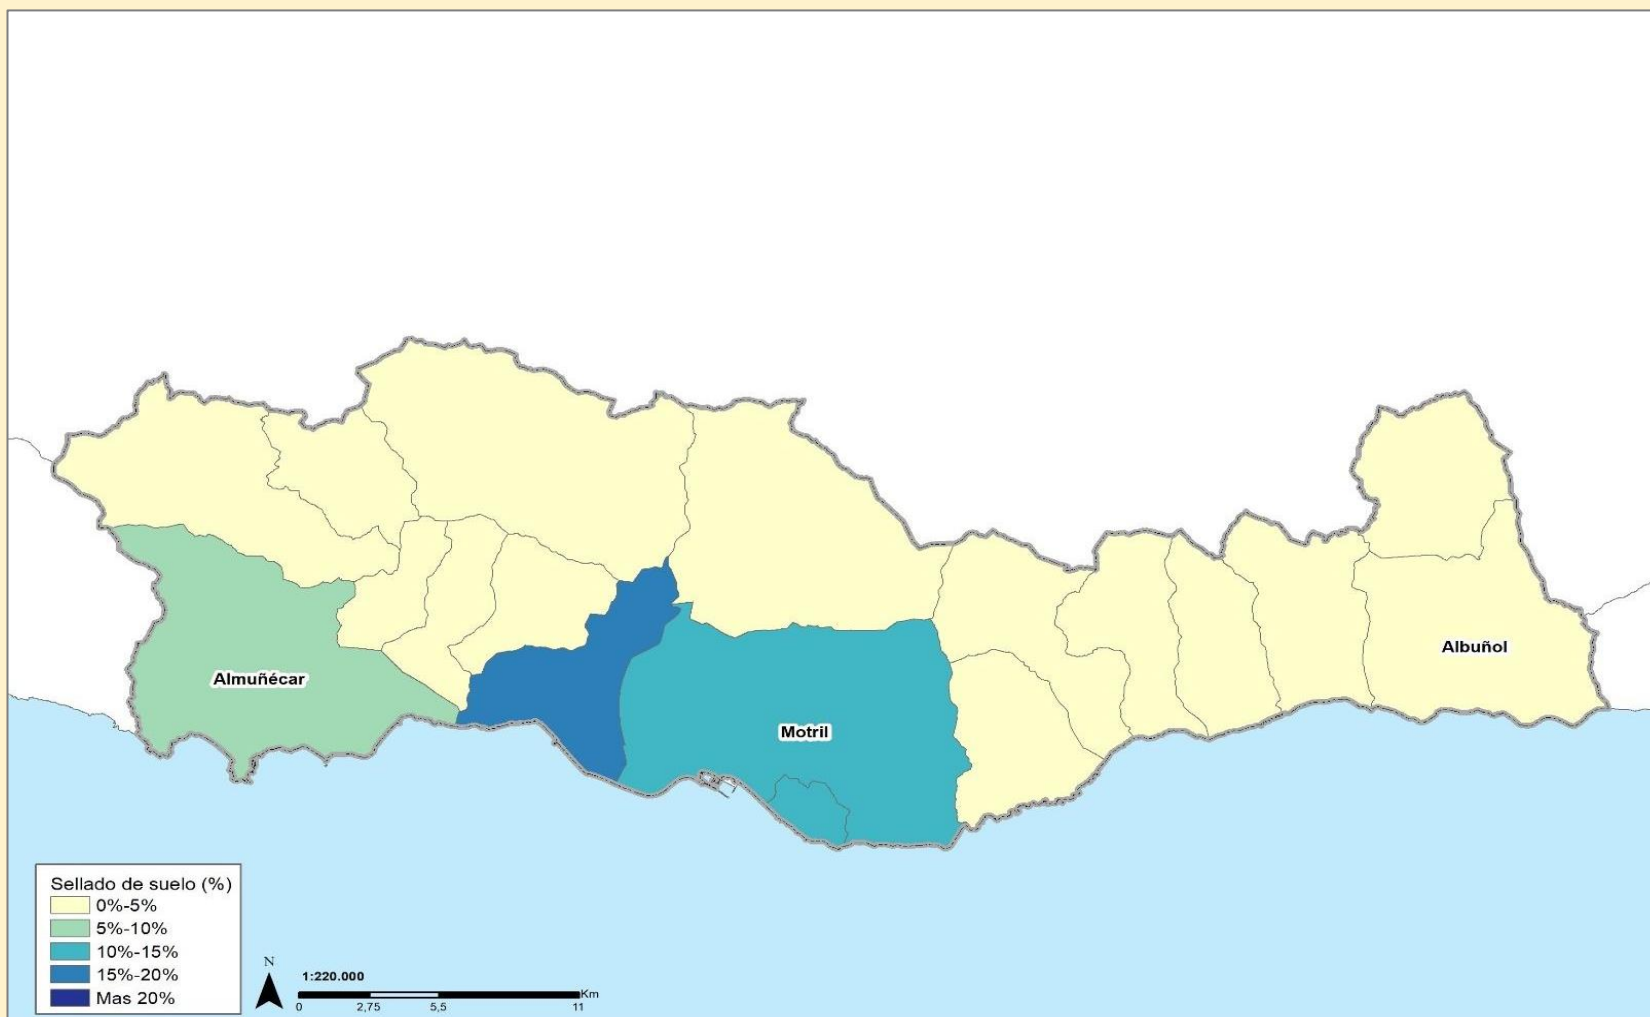 Albuñol
Almuñécar
Motril
Sellado de suelo (%)
0%-5%
5%-10%
10%-15%
15%-20%
Mas 20%
N
1:220.000
Km
0 2,75 5,5 11